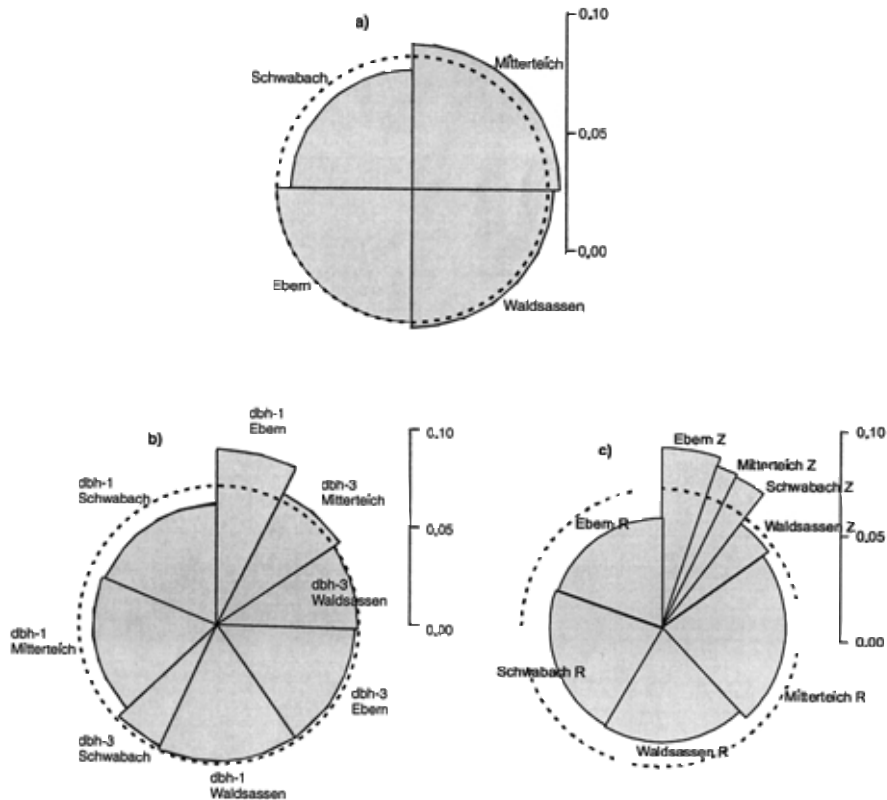 a)
0.10
Schwabach
Mitterteich
0.05
0.00
Ebern
Waldsassen
b)
dbh-1
Ebern
0.10
dbh-1
Schwabach
dbh-3
Mitterteich
0.05
dbh-3
Waldsassen
0.00
dbh-1
Mitterteich
dbh-3
Ebern
dbh-3
Schwabach
dbh-1
Waldsassen
c)
Ebern Z
0.10
Mitterteich Z
Schwabach Z
Ebern R
Waldsassen Z
0.05
0.00
Schwabach R
Mitterteich R
Waldsassen R